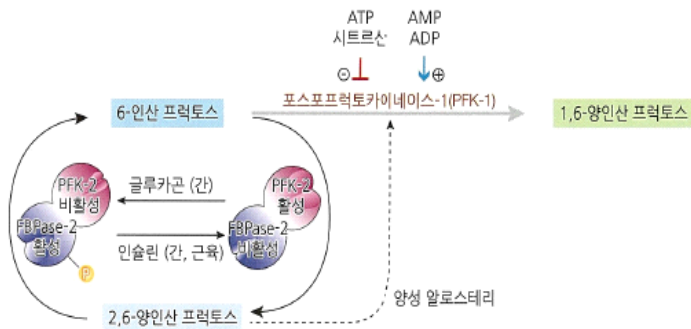 ATP
시트르산
AMP
ADP
⊖
⊕
6-인산 프럭토스
포스포프럭토카이네이스-1(PFK-1)
1,6-양인산 프럭토스
PFK-2
비활성
FBPase-2
활성
P
글루카곤 (간)
인슐린 (간, 근육)
PFK-2
활성
FBPase-2
비활성
2,6-양인산 프럭토스
양성 알로스테리